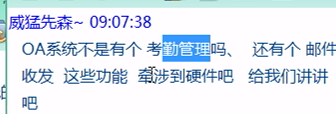 威猛先森~ 09:07:38
OA系统不是有个 考勤管理吗、 还有个 邮件
收发 这些功能 牵涉到硬件吧 给我们讲讲
吧